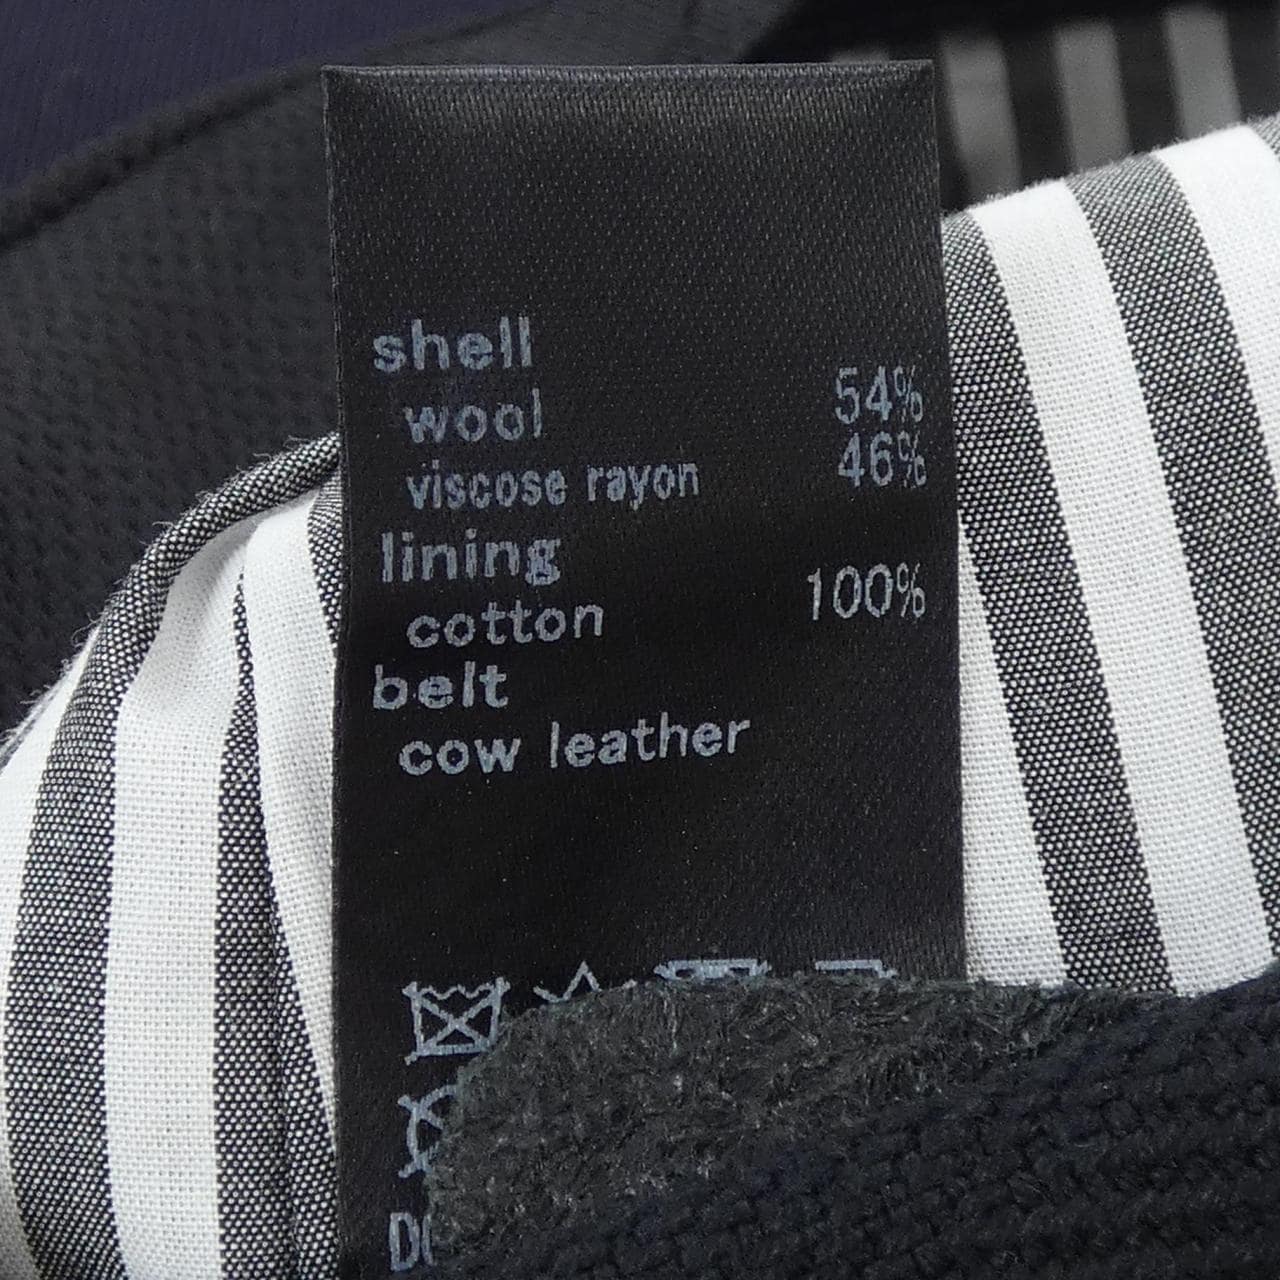 shell
wool 54%
viscose rayon 46%
lining
cotton 100%
belt
cow leather